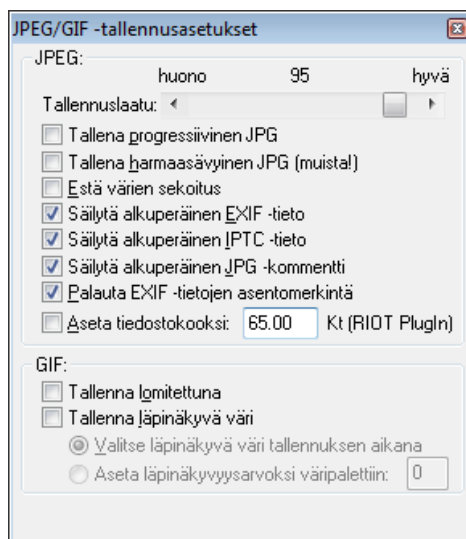 JPEG/GIF -tallennusasetukset
JPEG:
huono 95 hyvä
Tallennuslaatu:
Tallena progressiivinen JPG
Tallena harmaasävyinen JPG (muista!)
Estä värien sekoitus
Säilytä alkuperäinen EXIF -tieto
Säilytä alkuperäinen IPTC -tieto
Säilytä alkuperäinen JPG -kommentti
Palauta EXIF -tietojen asentomerkintä
Aseta tiedostokooksi: 65.00 Kt (RIOT PlugIn)
GIF:
Tallenna lomitettuna
Tallenna läpinäkyvä väri
Valitse läpinäkyvä väri tallennuksen aikana
Aseta läpinäkyvyysarvoksi väripalettiin: 0